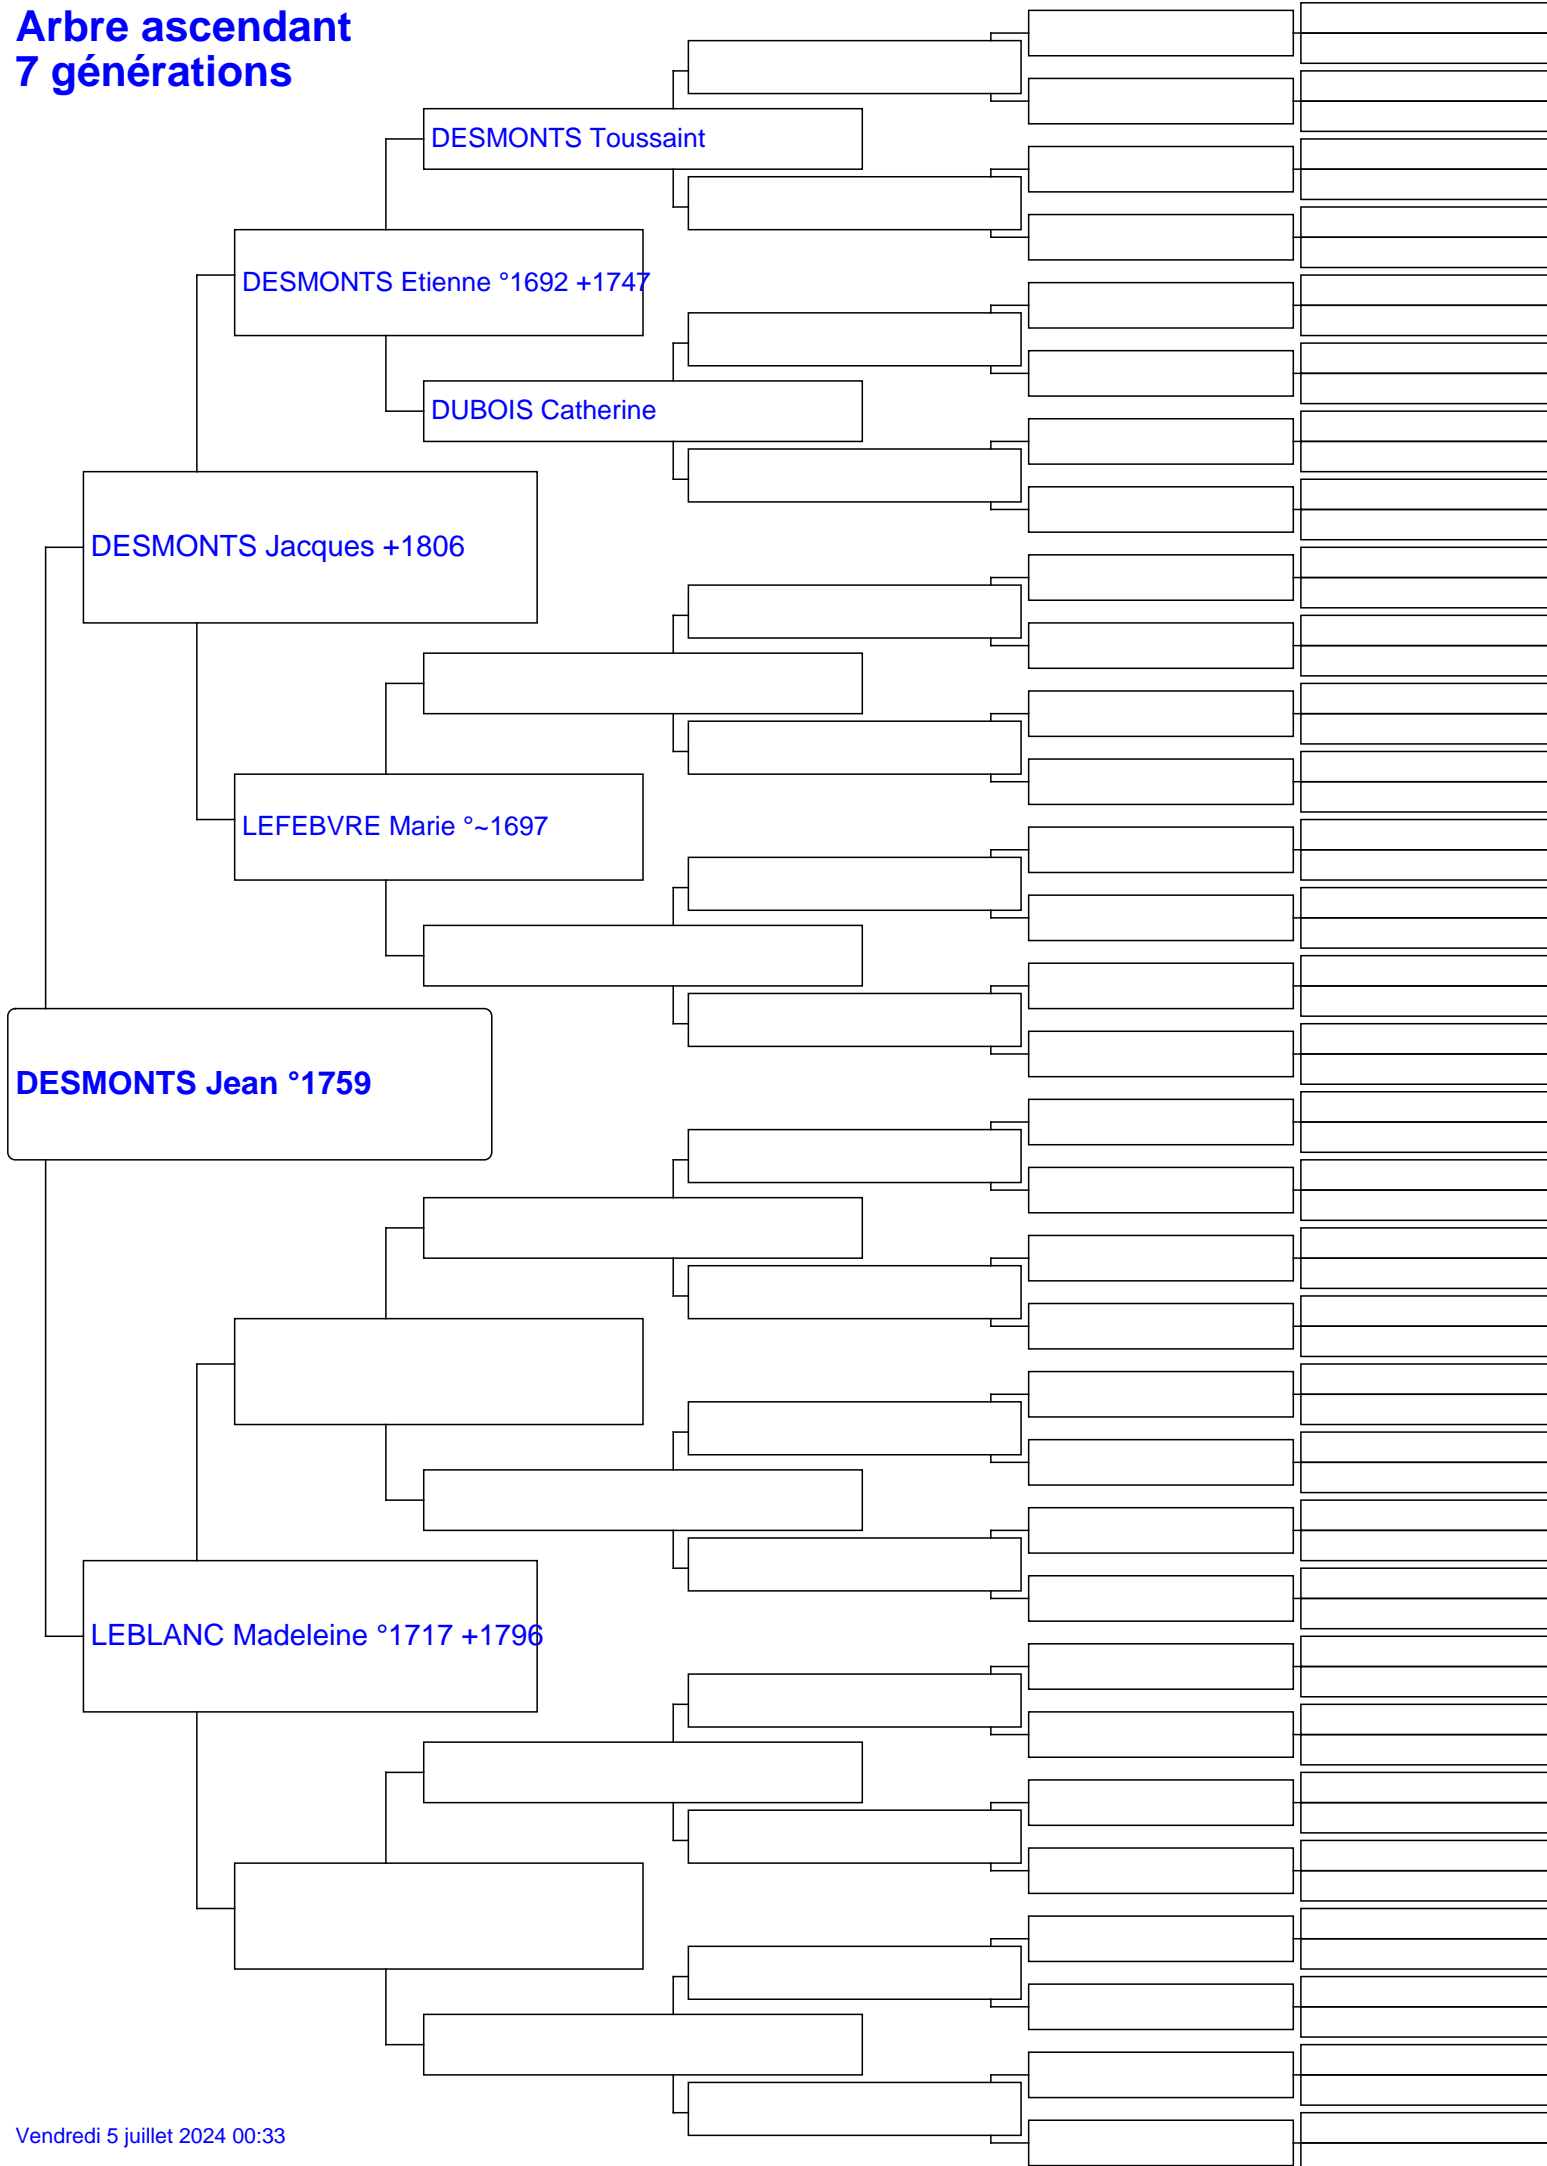 Arbre ascendant
7 générations
DESMONTS Toussaint
DESMONTS Etienne °1692 +1747
DUBOIS Catherine
DESMONTS Jacques +1806
LEFEBVRE Marie °~1697
DESMONTS Jean °1759
LEBLANC Madeleine °1717 +1796
Vendredi 5 juillet 2024 00:33